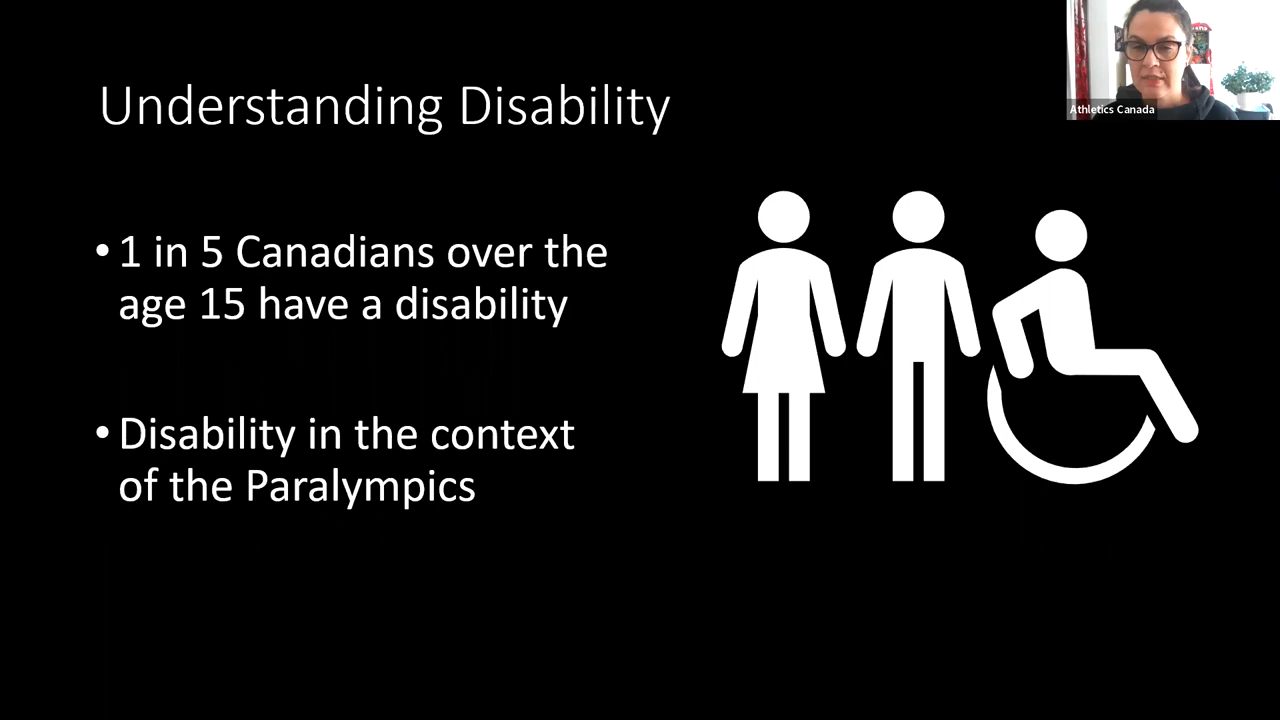 Understanding Disability
• 1 in 5 Canadians over the
age 15 have a disability
• Disability in the context
of the Paralympics
Athletics Canada